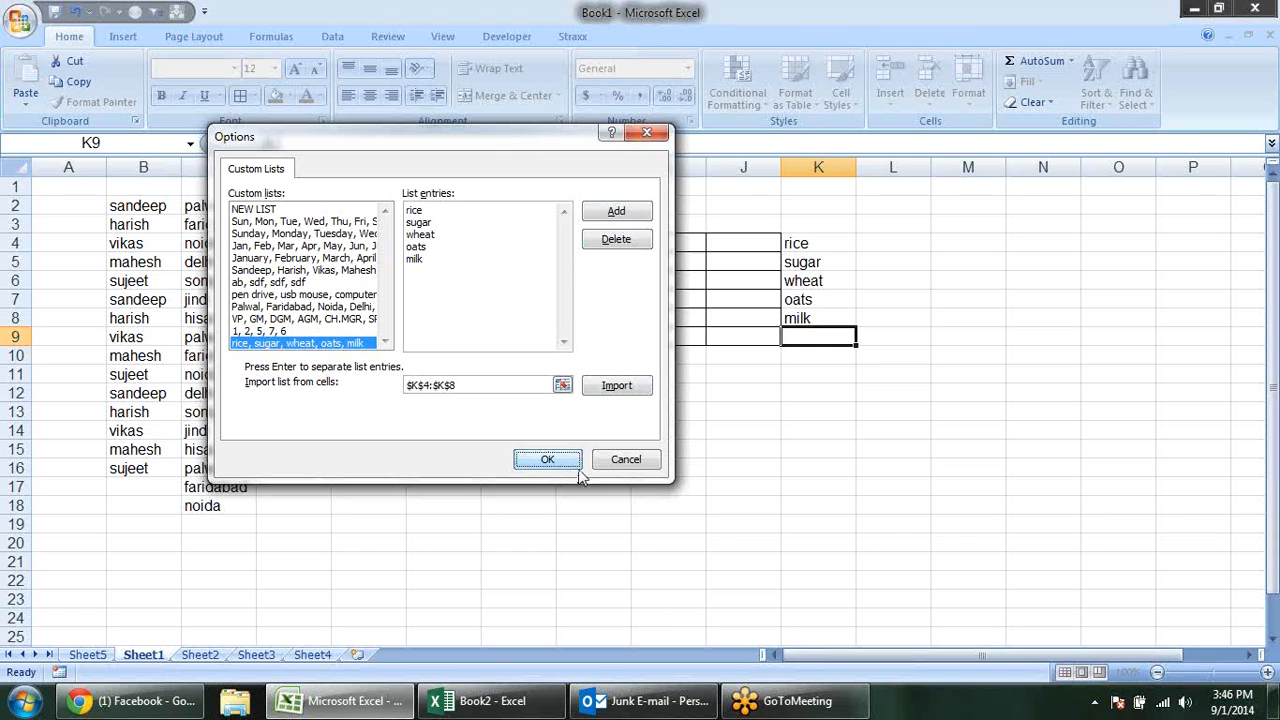 Book1 - Microsoft Excel
Home Insert Page Layout Formulas Data Review View Developer Straxx
Paste
Cut
Copy
Format Painter
Clipboard
12
B I U
Font
Wrap Text
Merge & Center
Alignment
General
$ % ,
Number
Conditional Formatting
Format as Table
Cell Styles
Styles
Insert Delete Format
Cells
Σ AutoSum
Fill
Clear
Sort & Filter
Find & Select
Editing
K9
A B J K L M N O P
1
2 sandeep
3 harish
4 vikas rice
5 mahesh sugar
6 sujeet wheat
7 sandeep oats
8 harish milk
9 vikas
10 mahesh
11 sujeet
12 sandeep
13 harish
14 vikas
15 mahesh
16 sujeet
17 faridabad
18 noida
19
20
21
22
23
24
25
Options
Custom Lists
Custom lists:
NEW LIST
Sun, Mon, Tue, Wed, Thu, Fri, S
Sunday, Monday, Tuesday, Wed
Jan, Feb, Mar, Apr, May, Jun, J
January, February, March, April
Sandeep, Harish, Vikas, Mahesh
ab, sdf, sdf, sdf
pen drive, usb mouse, computer
Palwal, Faridabad, Noida, Delhi,
VP, GM, DGM, AGM, CH.MGR, SR
1, 2, 5, 7, 6
rice, sugar, wheat, oats, milk
List entries:
rice
sugar
wheat
oats
milk
Add
Delete
Press Enter to separate list entries.
Import list from cells:
$K$4:$K$8
Import
OK
Cancel
Sheet5 Sheet1 Sheet2 Sheet3 Sheet4
Ready
100%
(1) Facebook - Go...
Microsoft Excel - ...
Book2 - Excel
Junk E-mail - Pers...
GoToMeeting
3:46 PM
9/1/2014